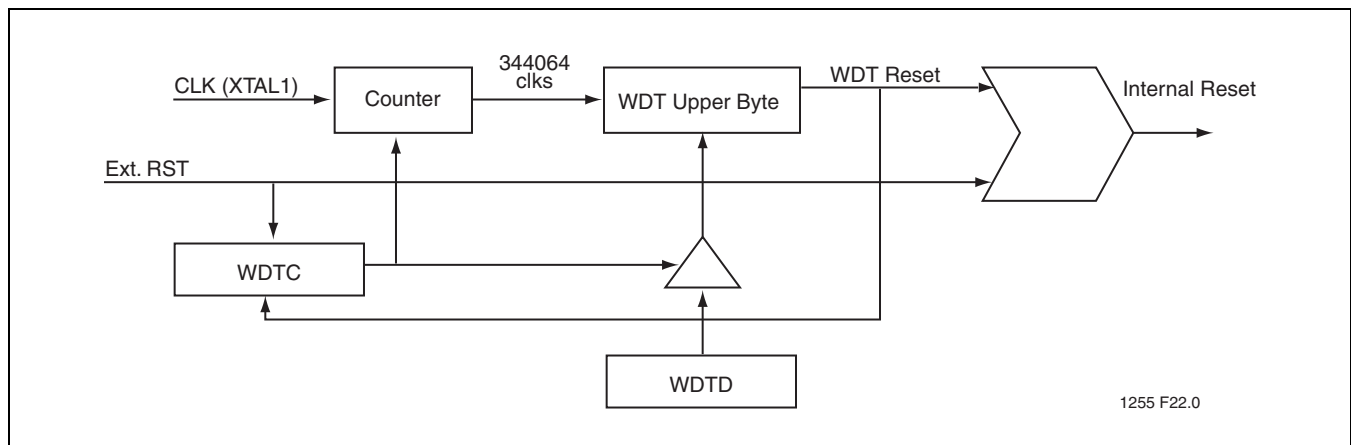 344064
clks
CLK (XTAL1)
Counter
WDT Upper Byte
WDT Reset
Internal Reset
Ext. RST
WDTC
WDTD
1255 F22.0